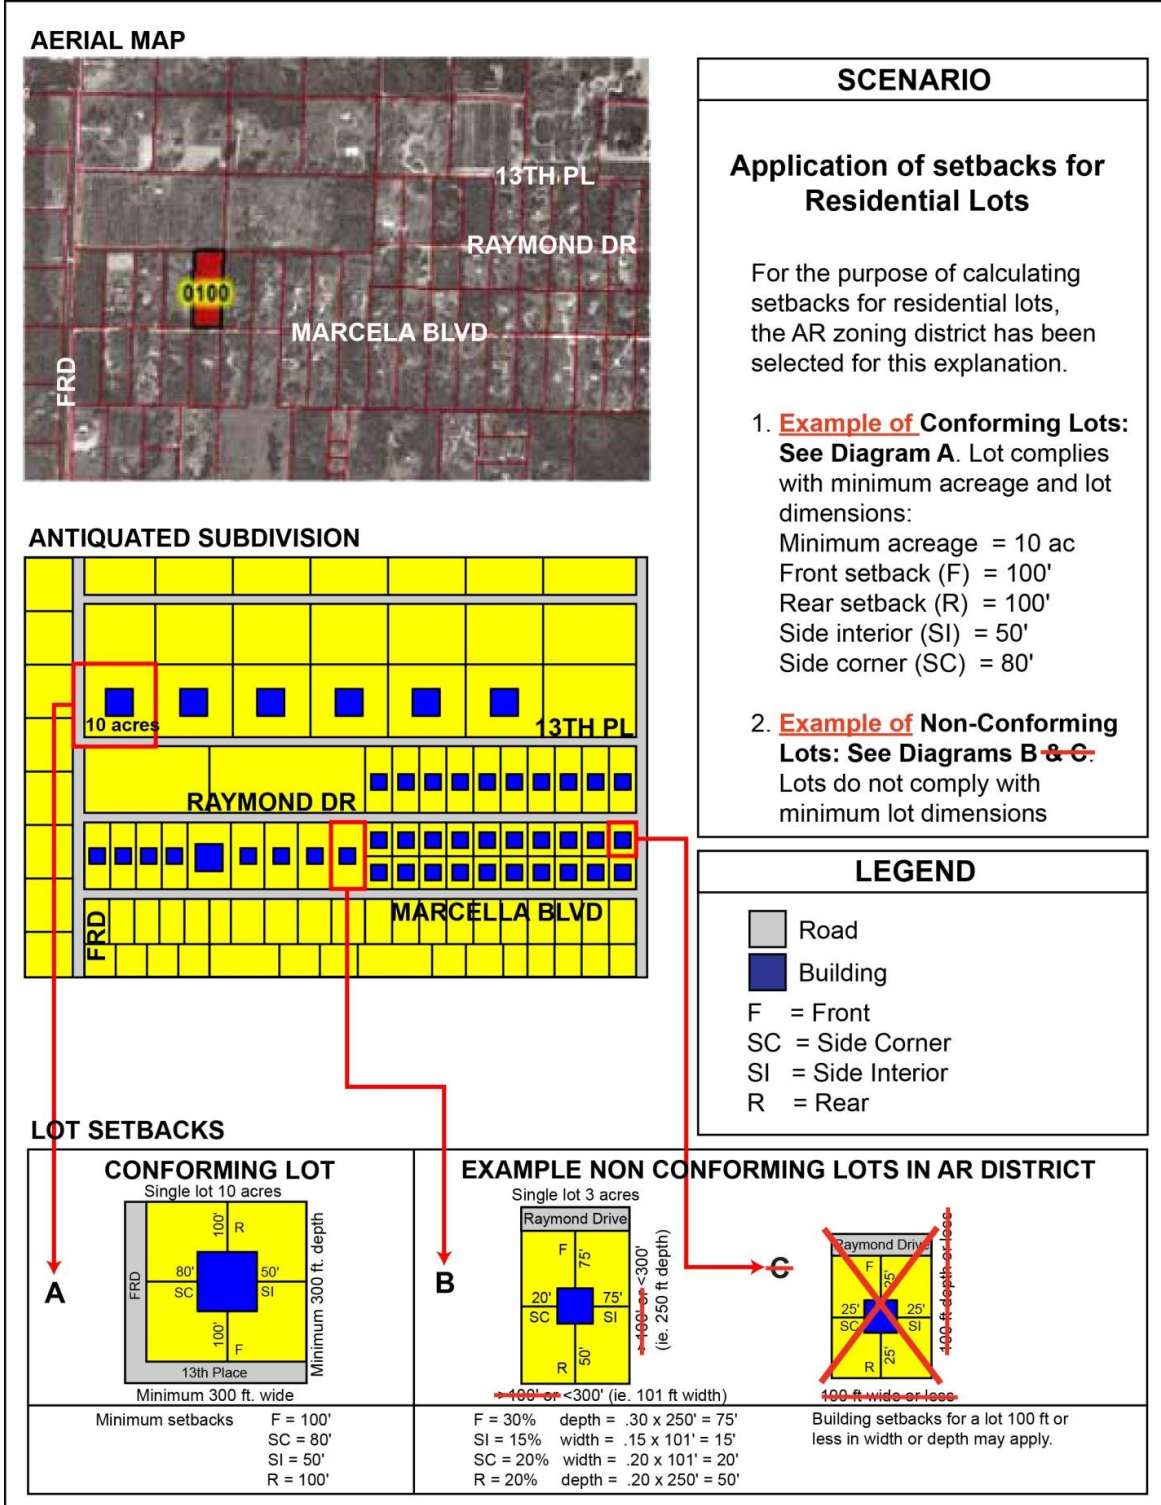 AERIAL MAP
13TH PL
RAYMOND DR
0100
MARCELA BLVD
FRD
SCENARIO
Application of setbacks for
Residential Lots
For the purpose of calculating
setbacks for residential lots,
the AR zoning district has been
selected for this explanation.
1. Example of Conforming Lots:
See Diagram A. Lot complies
with minimum acreage and lot
dimensions:
Minimum acreage = 10 ac
Front setback (F) = 100'
Rear setback (R) = 100'
Side interior (SI) = 50'
Side corner (SC) = 80'
2. Example of Non-Conforming
Lots: See Diagrams B & C.
Lots do not comply with
minimum lot dimensions
ANTIQUATED SUBDIVISION
10 acres
13TH PL
RAYMOND DR
MARCELLA BLVD
FRD
LEGEND
Road
Building
F = Front
SC = Side Corner
SI = Side Interior
R = Rear
LOT SETBACKS
CONFORMING LOT
Single lot 10 acres
100'
R
80'
SC
50'
SI
100'
F
FRD
13th Place
Minimum 300 ft. depth
Minimum 300 ft. wide
A
Minimum setbacks F = 100'
SC = 80'
SI = 50'
R = 100'
EXAMPLE NON CONFORMING LOTS IN AR DISTRICT
Single lot 3 acres
Raymond Drive
F
75'
20'
SC
75'
SI
R
50'
>100' or <300'
(ie. 250 ft depth)
>100' or <300' (ie. 101 ft width)
B
F = 30% depth = .30 x 250' = 75'
SI = 15% width = .15 x 101' = 15'
SC = 20% width = .20 x 101' = 20'
R = 20% depth = .20 x 250' = 50'
C
Raymond Drive
F
25'
25'
SC
25'
SI
R
25'
100 ft depth or less
100 ft wide or less
Building setbacks for a lot 100 ft or
less in width or depth may apply.